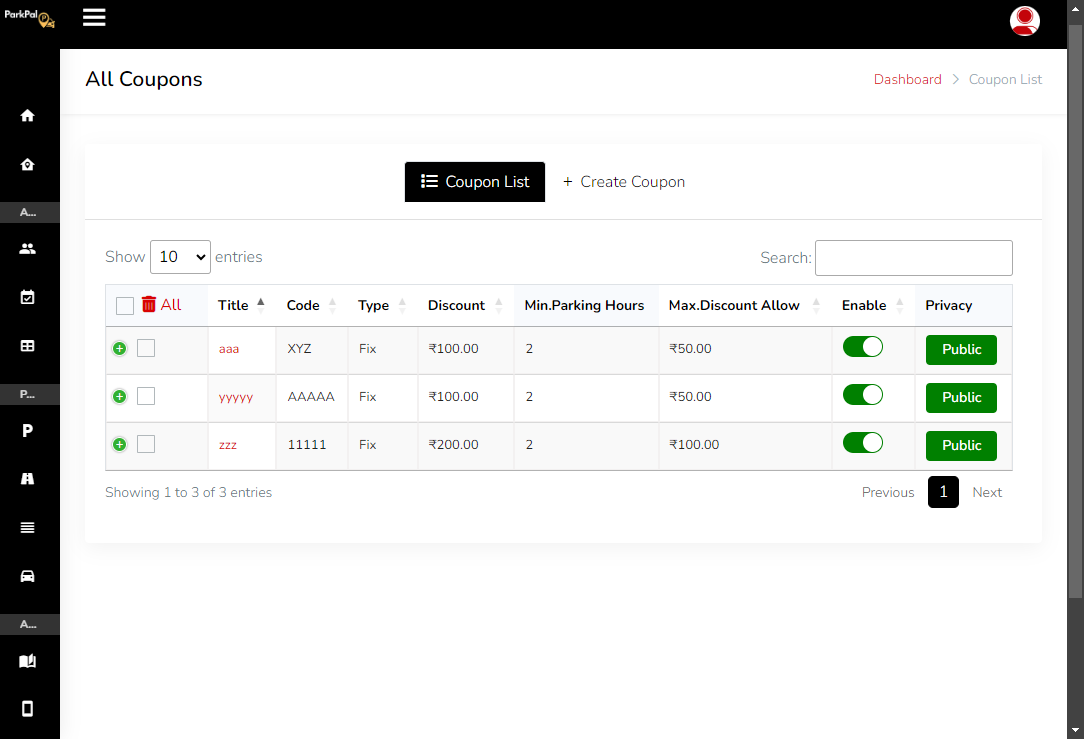 ParkPal
All Coupons
Dashboard > Coupon List
A...
P...
A...
Coupon List
+ Create Coupon
Show 10 entries
Search:
All Title Code Type Discount Min.Parking Hours Max.Discount Allow Enable Privacy
aaa XYZ Fix ₹100.00 2 ₹50.00 Public
yyyyy AAAAA Fix ₹100.00 2 ₹50.00 Public
zzz 11111 Fix ₹200.00 2 ₹100.00 Public
Showing 1 to 3 of 3 entries
Previous 1 Next